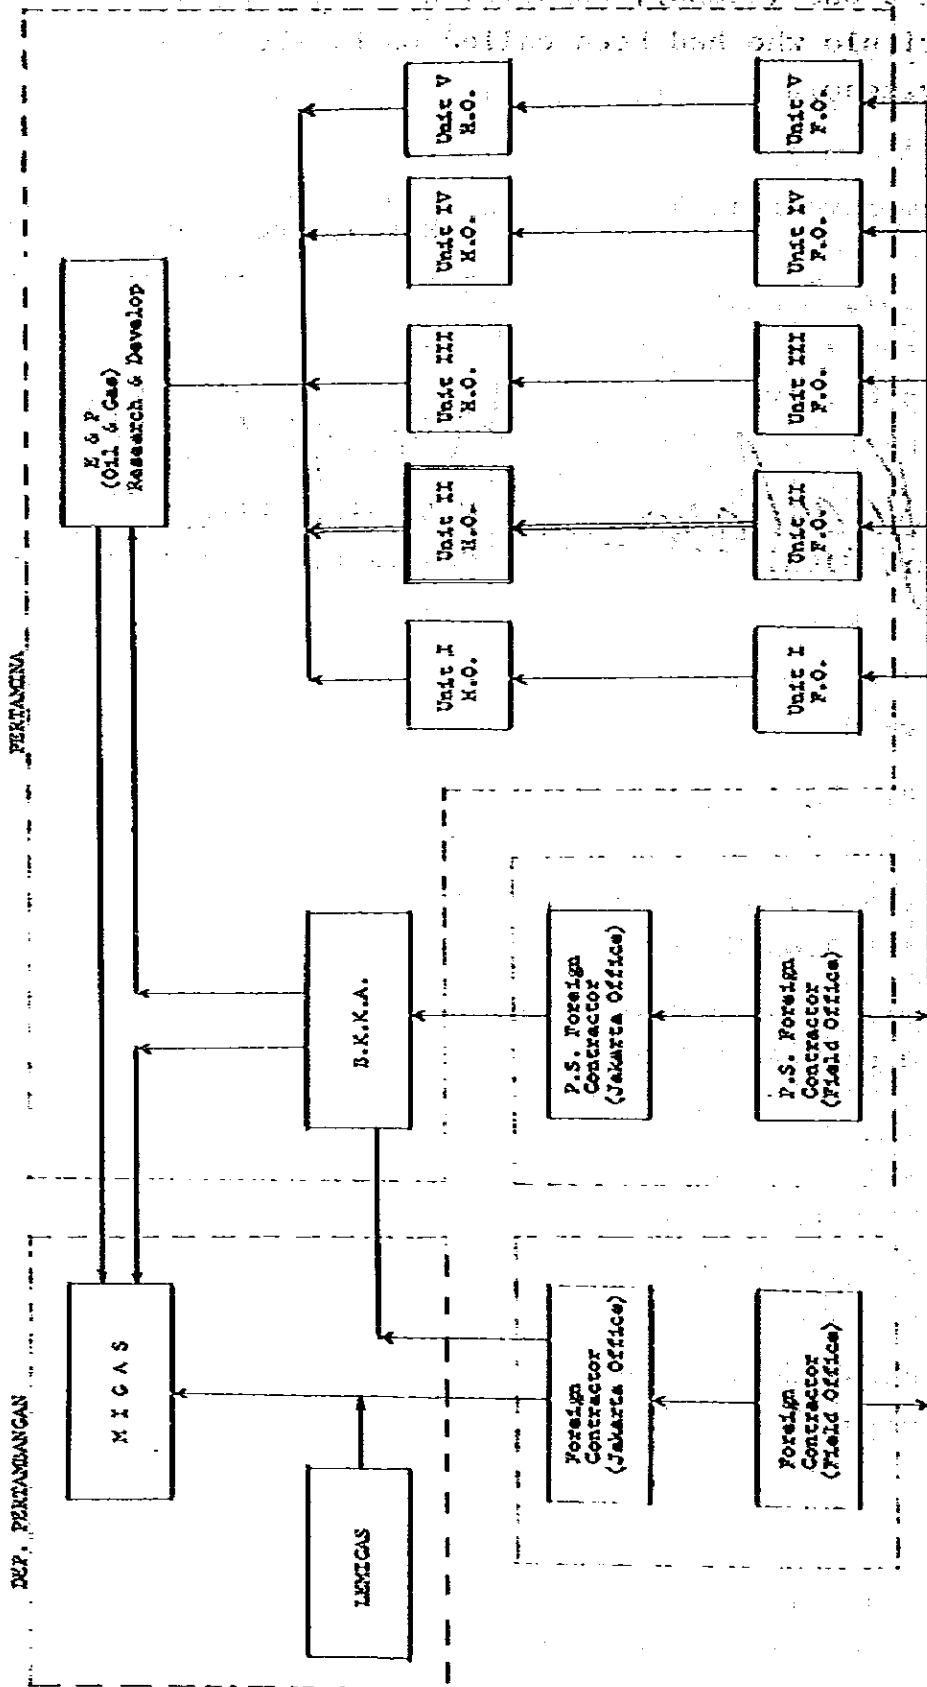 DEP. PERTAMBANGAN
PERTAMINA
M I G A S
E & P
(Oil & Gas)
Research & Develop
LEMIGAS
B.K.K.A.
Unit I
H.O.
Unit II
H.O.
Unit III
H.O.
Unit IV
H.O.
Unit V
H.O.
Foreign
Contractor
(Jakarta Office)
P.S. Foreign
Contractor
(Jakarta Office)
Foreign
Contractor
(Field Office)
P.S. Foreign
Contractor
(Field Office)
Unit I
F.O.
Unit II
F.O.
Unit III
F.O.
Unit IV
F.O.
Unit V
F.O.